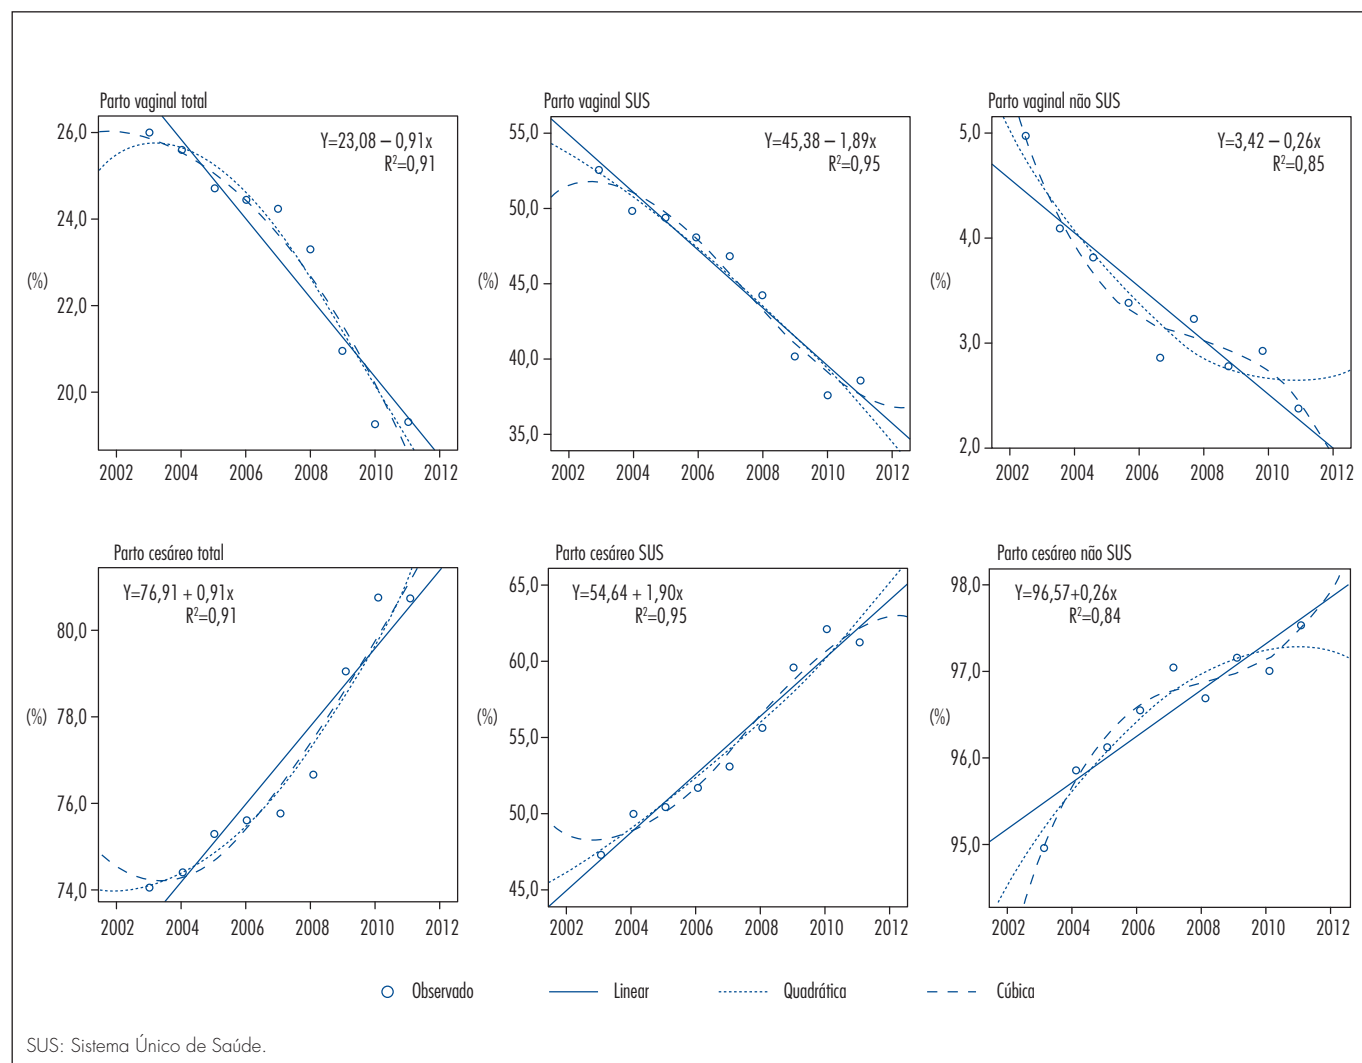 Parto vaginal total
Y=23,08 – 0,91x
R²=0,91
26,0
24,0
(%)
22,0
20,0
2002 2004 2006 2008 2010 2012
Parto vaginal SUS
Y=45,38 – 1,89x
R²=0,95
55,0
50,0
(%)
45,0
40,0
35,0
2002 2004 2006 2008 2010 2012
Parto vaginal não SUS
Y=3,42 – 0,26x
R²=0,85
5,0
4,0
(%)
3,0
2,0
2002 2004 2006 2008 2010 2012
Parto cesáreo total
Y=76,91 + 0,91x
R²=0,91
80,0
78,0
(%)
76,0
74,0
2002 2004 2006 2008 2010 2012
Parto cesáreo SUS
Y=54,64 + 1,90x
R²=0,95
65,0
60,0
(%)
55,0
50,0
45,0
2002 2004 2006 2008 2010 2012
Parto cesáreo não SUS
Y=96,57+0,26x
R²=0,84
98,0
97,0
(%)
96,0
95,0
2002 2004 2006 2008 2010 2012
Observado Linear Quadrática Cúbica
SUS: Sistema Único de Saúde.